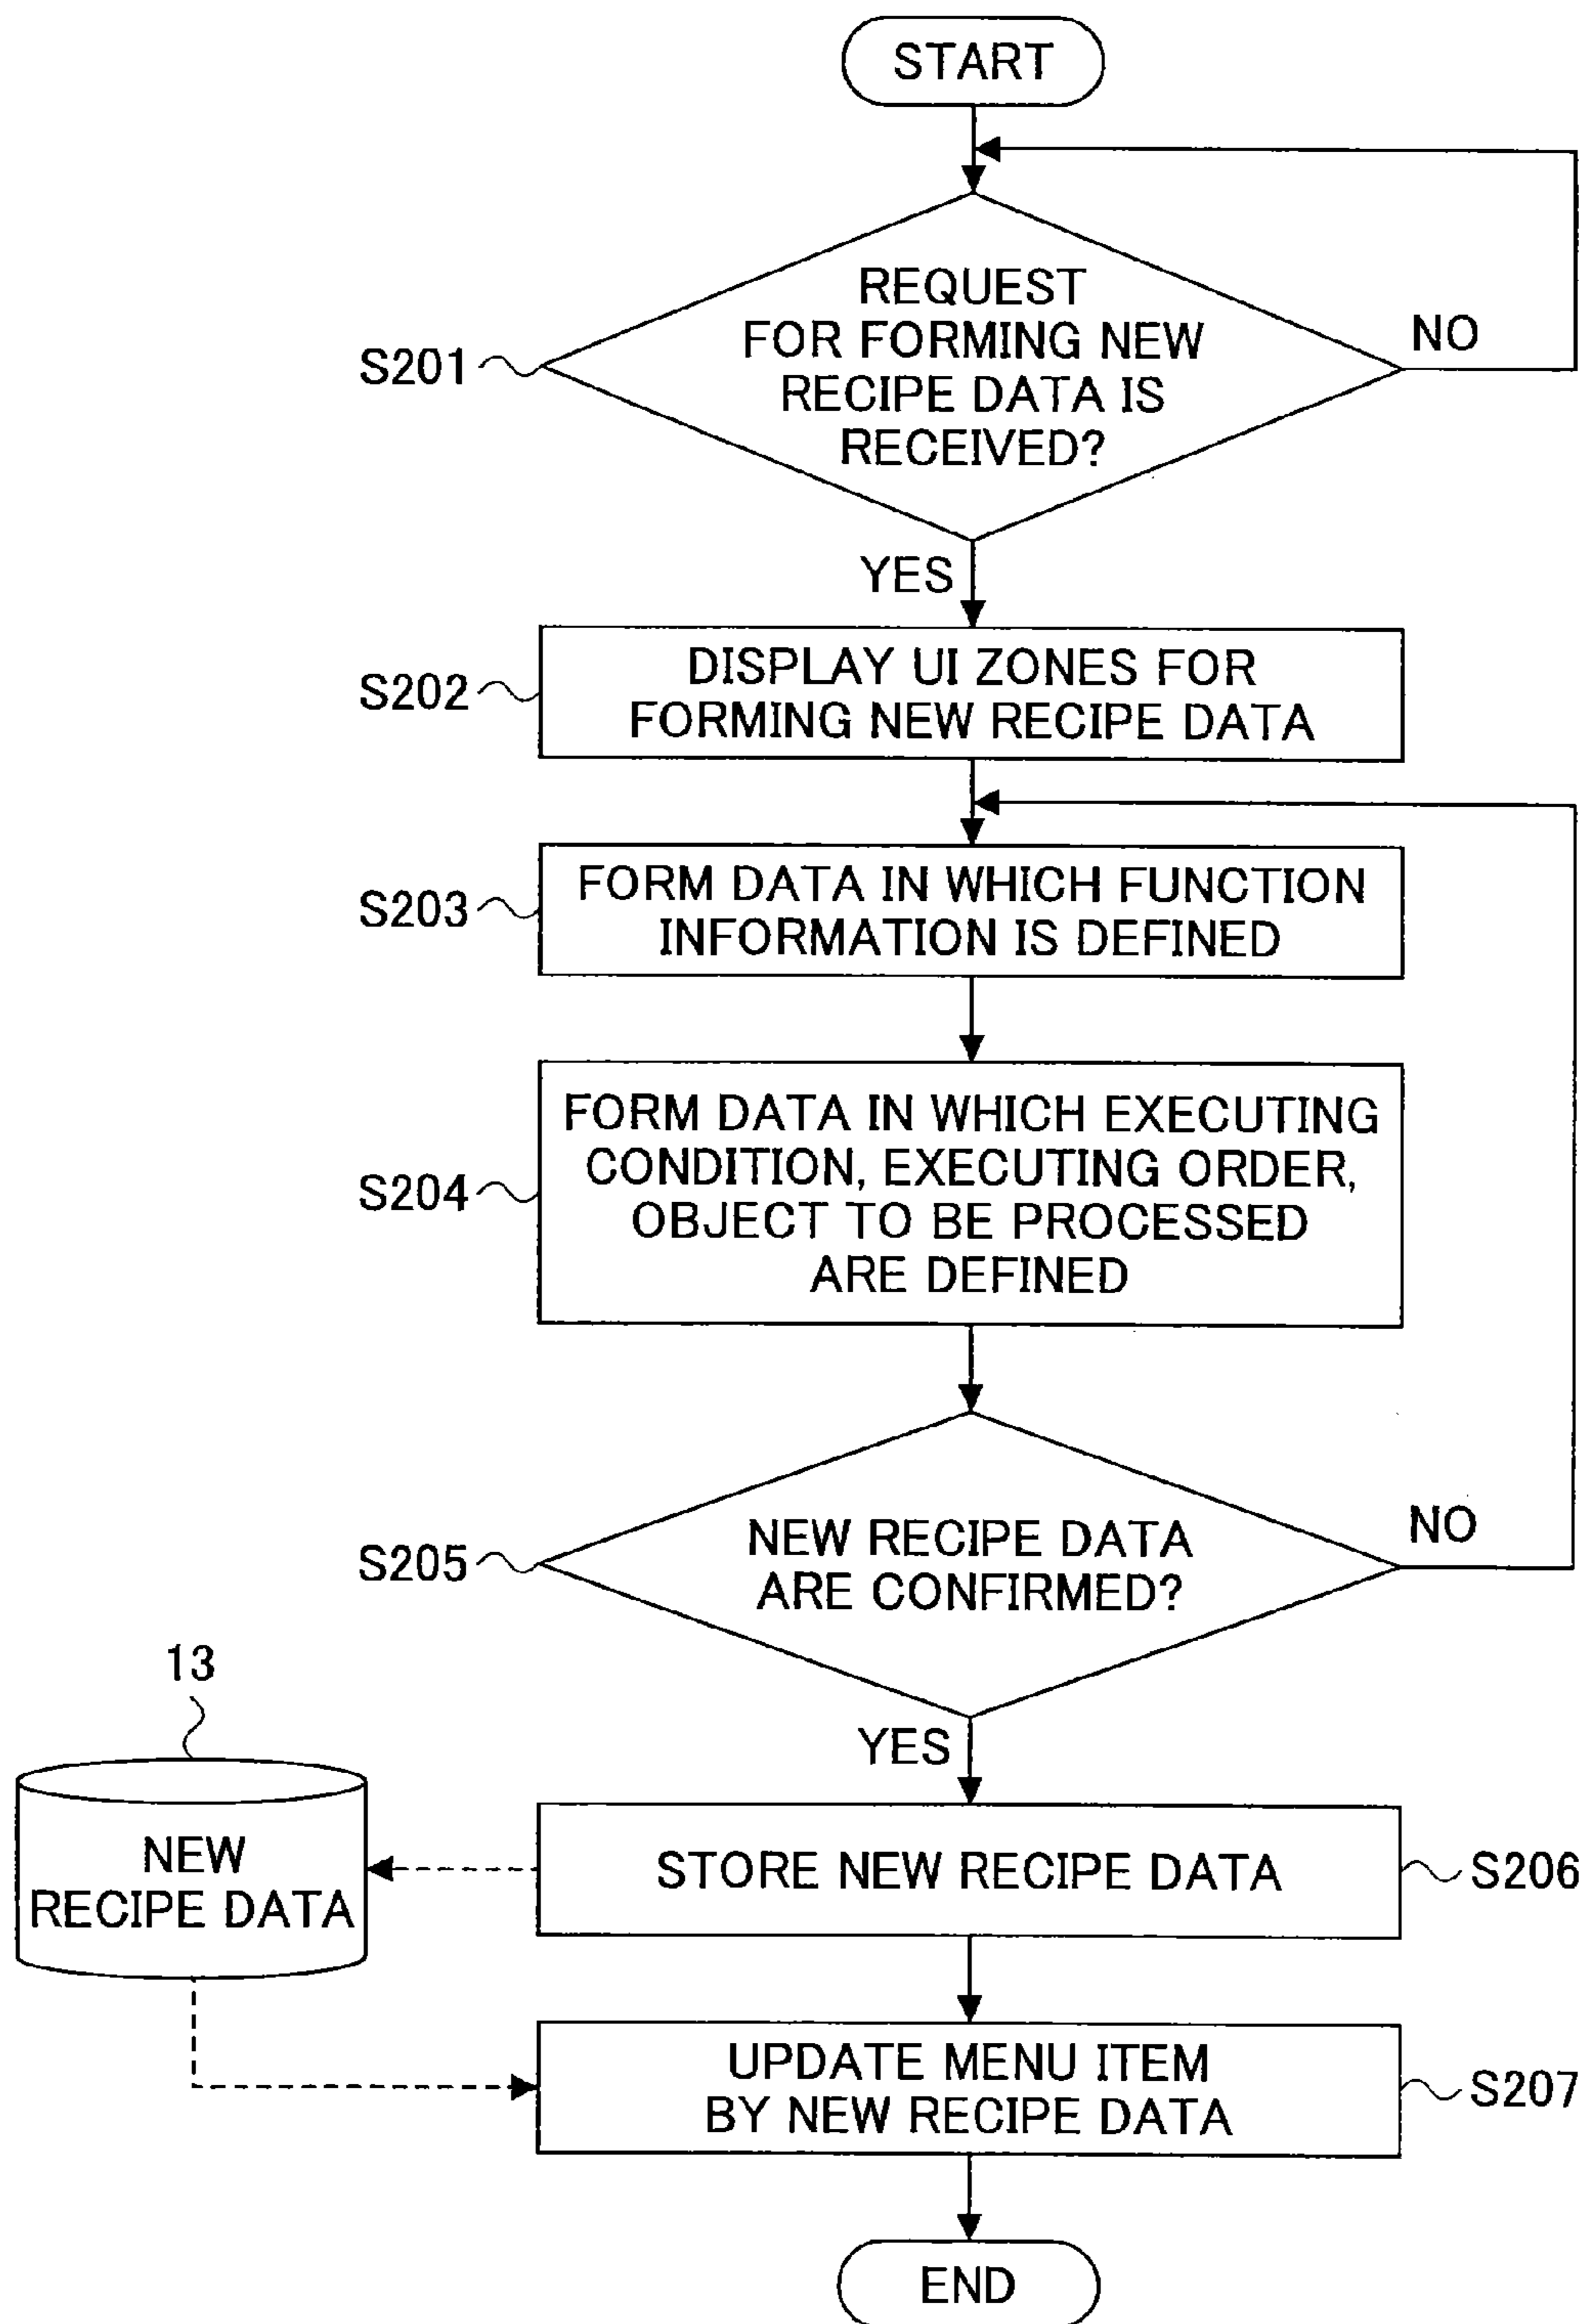 START
REQUEST
FOR FORMING NEW
RECIPE DATA IS
RECEIVED?
NO
S201
YES
DISPLAY UI ZONES FOR
FORMING NEW RECIPE DATA
S202
FORM DATA IN WHICH FUNCTION
INFORMATION IS DEFINED
S203
FORM DATA IN WHICH EXECUTING
CONDITION, EXECUTING ORDER,
OBJECT TO BE PROCESSED
ARE DEFINED
S204
NEW RECIPE DATA
ARE CONFIRMED?
NO
S205
13
YES
NEW
RECIPE DATA
STORE NEW RECIPE DATA
S206
UPDATE MENU ITEM
BY NEW RECIPE DATA
S207
END